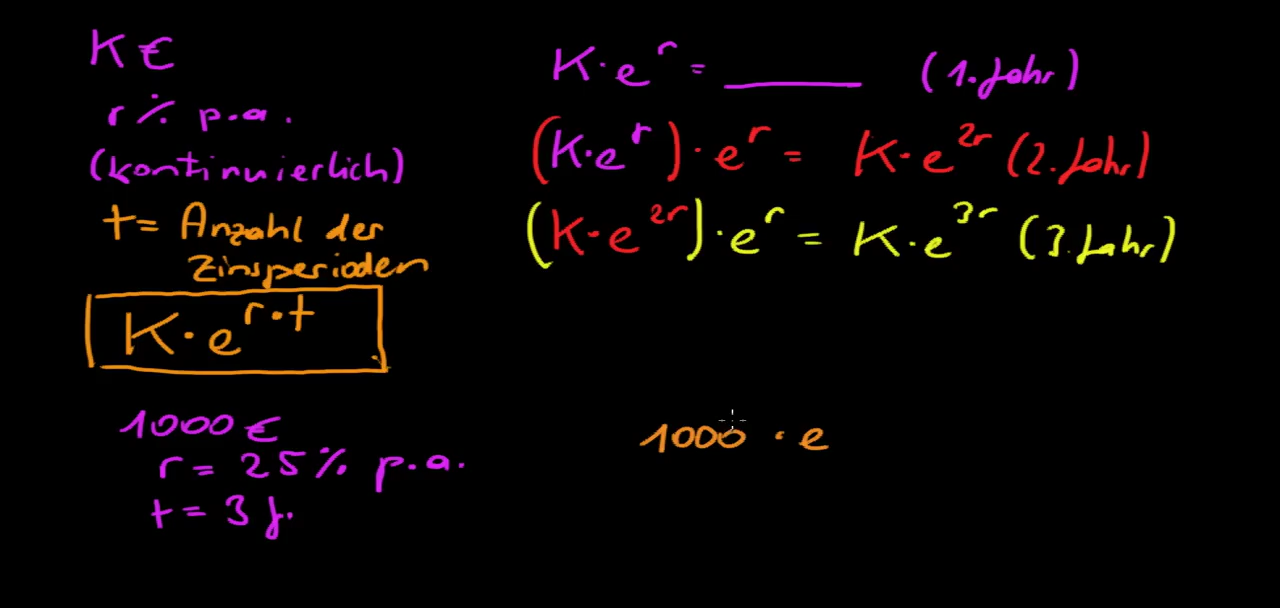 K €
r % p.a.
(kontinuierlich)
t = Anzahl der
Zinsperioden
K · e^{r·t}
1000 €
r = 25 % p.a.
t = 3 J.
K · e^r = ______ (1. Jahr)
(K · e^r) · e^r = K · e^{2r} (2. Jahr)
(K · e^{2r}) · e^r = K · e^{3r} (3. Jahr)
1000 · e